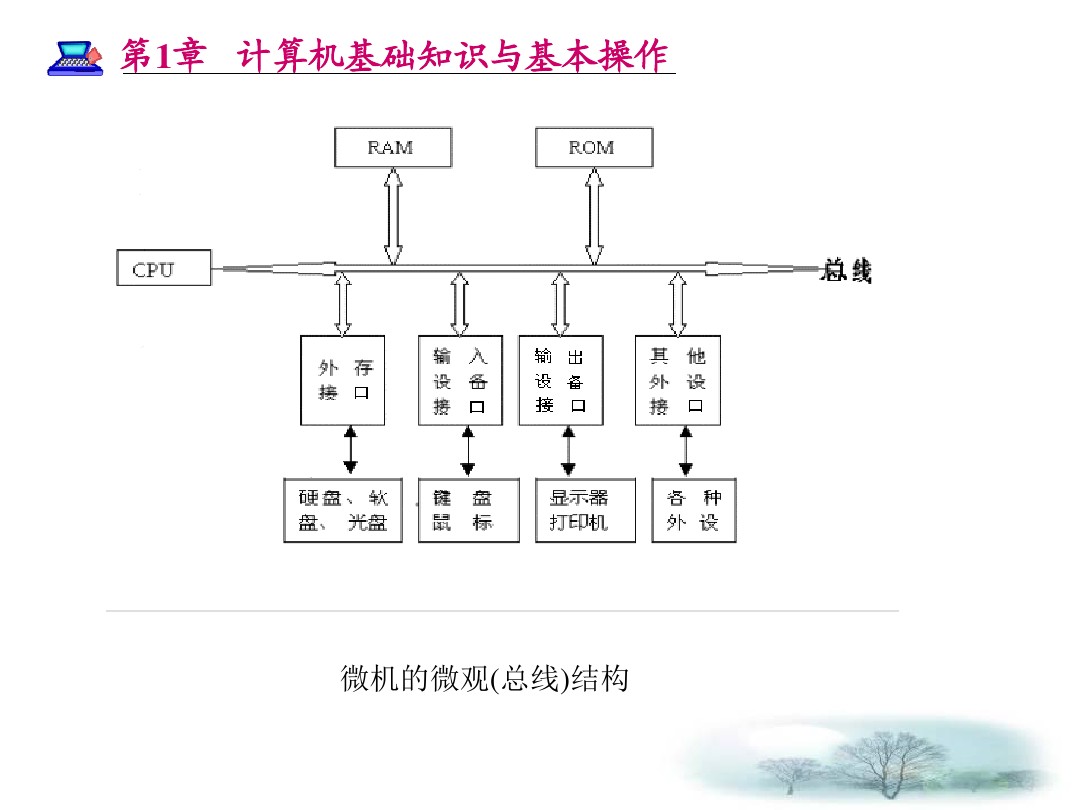 第1章 计算机基础知识与基本操作
RAM
ROM
CPU
总线
外存
接口
输入
设备
接口
输出
设备
接口
其他
外设
接口
硬盘、软
盘、光盘
键盘
鼠标
显示器
打印机
各种
外设
微机的微观(总线)结构